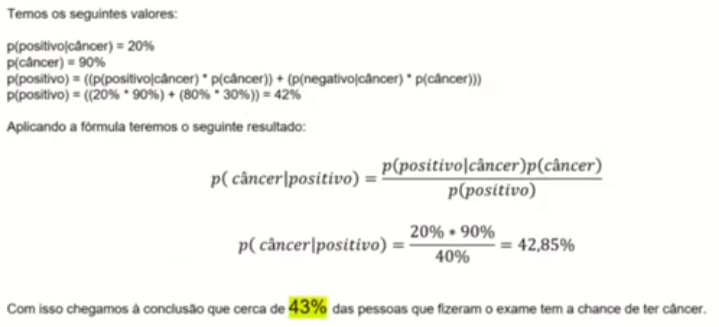 Temos os seguintes valores:
p(positivo|câncer) = 20%
p(câncer) = 90%
p(positivo) = ((p(positivo|câncer) * p(câncer)) + (p(negativo|câncer) * p(câncer)))
p(positivo) = ((20% * 90%) + (80% * 30%)) = 42%
Aplicando a fórmula teremos o seguinte resultado:
p( câncer|positivo) = p(positivo|câncer)p(câncer) / p(positivo)
p( câncer|positivo) = 20% * 90% / 40% = 42,85%
Com isso chegamos à conclusão que cerca de 43% das pessoas que fizeram o exame tem a chance de ter câncer.